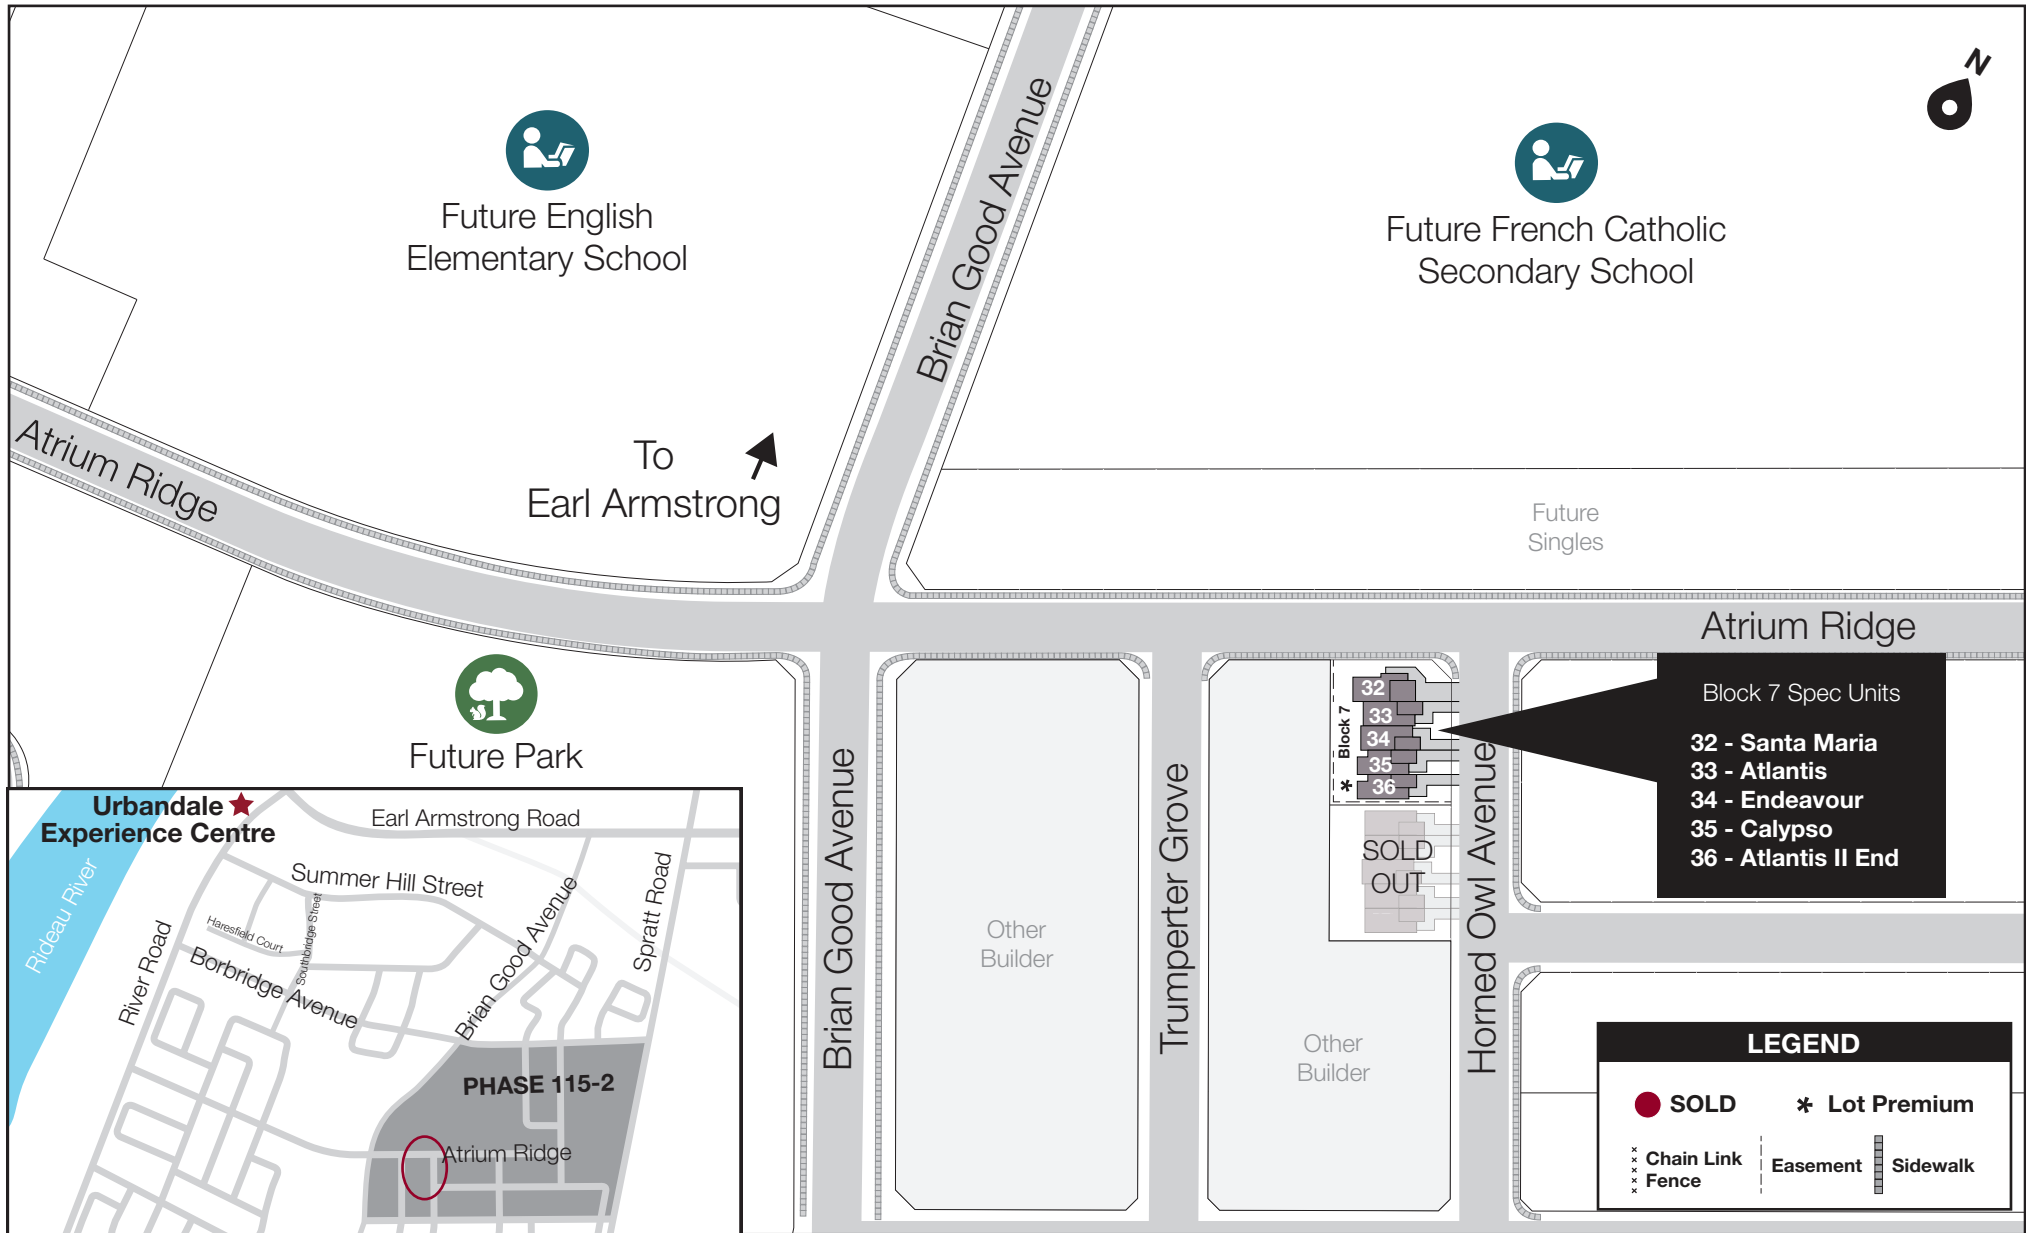 N
Future English
Elementary School
Brian Good Avenue
Future French Catholic
Secondary School
Atrium Ridge
To
Earl Armstrong
Future
Singles
Atrium Ridge
Future Park
Brian Good Avenue
Other
Builder
Trumperter Grove
Other
Builder
Block 7
32
33
34
35
* 36
SOLD
OUT
Horned Owl Avenue
Block 7 Spec Units
32 - Santa Maria
33 - Atlantis
34 - Endeavour
35 - Calypso
36 - Atlantis II End
Urbandale
Experience Centre
Earl Armstrong Road
Rideau River
Summer Hill Street
Southbridge Street
Haresfield Court
Borbridge Avenue
River Road
Brian Good Avenue
Spratt Road
PHASE 115-2
Atrium Ridge
LEGEND
SOLD
* Lot Premium
Chain Link
Fence
Easement
Sidewalk